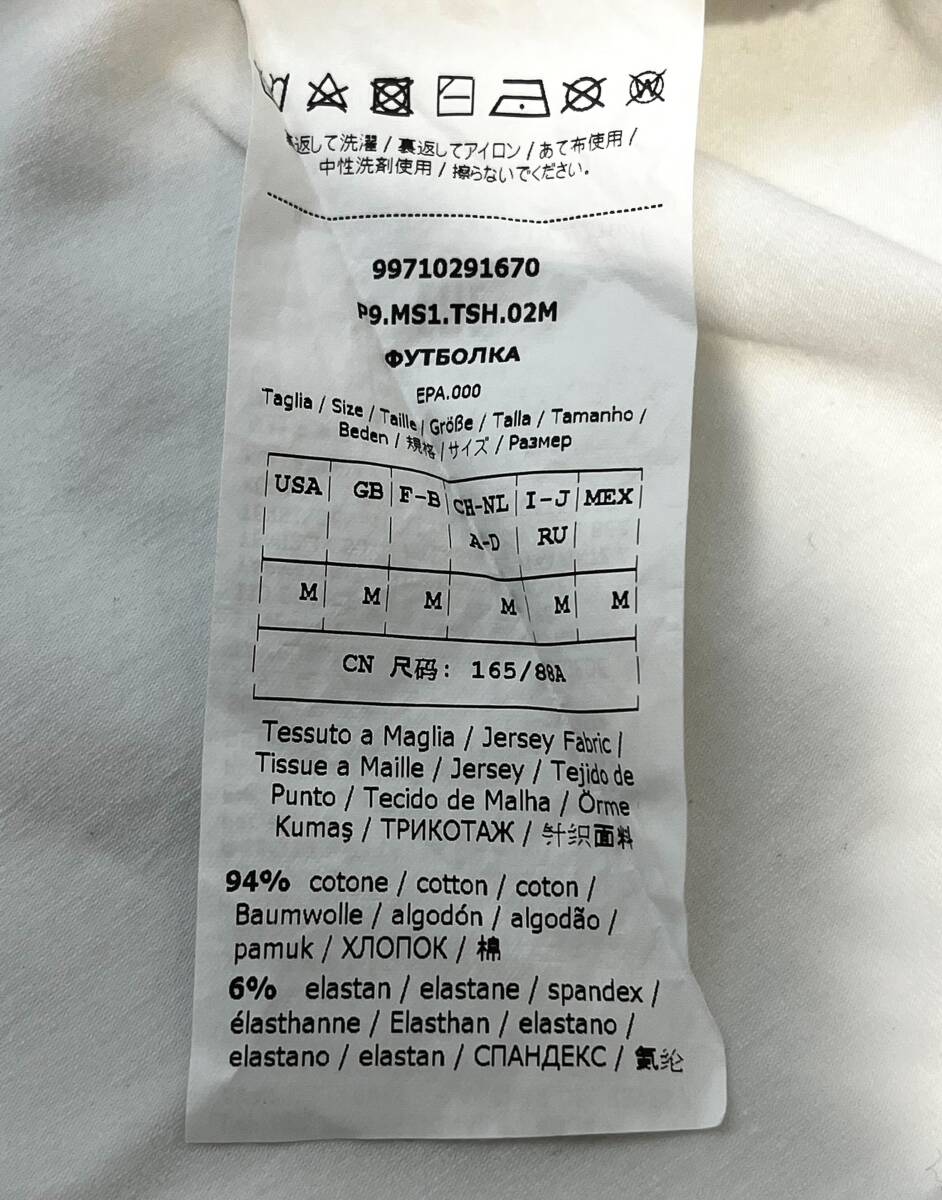 返して洗濯 / 裏返してアイロン / あて布使用 /
中性洗剤使用 / 擦らないでください。
99710291670
P9.MS1.TSH.02M
ФУТБОЛКА
EPA.000
Taglia / Size / Taille / Größe / Talla / Tamanho /
Beden / 規格 / サイズ / Размер
USA GB F-B CH-NL I-J MEX
A-D RU
M M M M M M
CN 尺码: 165/88A
Tessuto a Maglia / Jersey Fabric /
Tissue a Maille / Jersey / Tejido de
Punto / Tecido de Malha / Örme
Kumaş / ТРИКОТАЖ / 针织面料
94% cotone / cotton / coton /
Baumwolle / algodón / algodão /
pamuk / ХЛОПОК / 棉
6% elastan / elastane / spandex /
élasthanne / Elasthan / elastano /
elastano / elastan / СПАНДЕКС / 氨纶